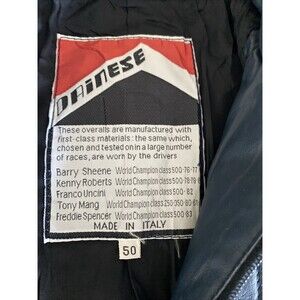 DAINESE
These overalls are manufactured with
first-class materials: the same which,
chosen and tested on in a large number
of races, are worn by the drivers
Barry Sheene World Champion class 500-76-77
Kenny Roberts World Champion class 500-78-79-80
Franco Uncini World Champion class 500-82
Tony Mang World Champion class 250-350 80-81
Freddie Spencer World Champion class 500 83
MADE IN ITALY
50